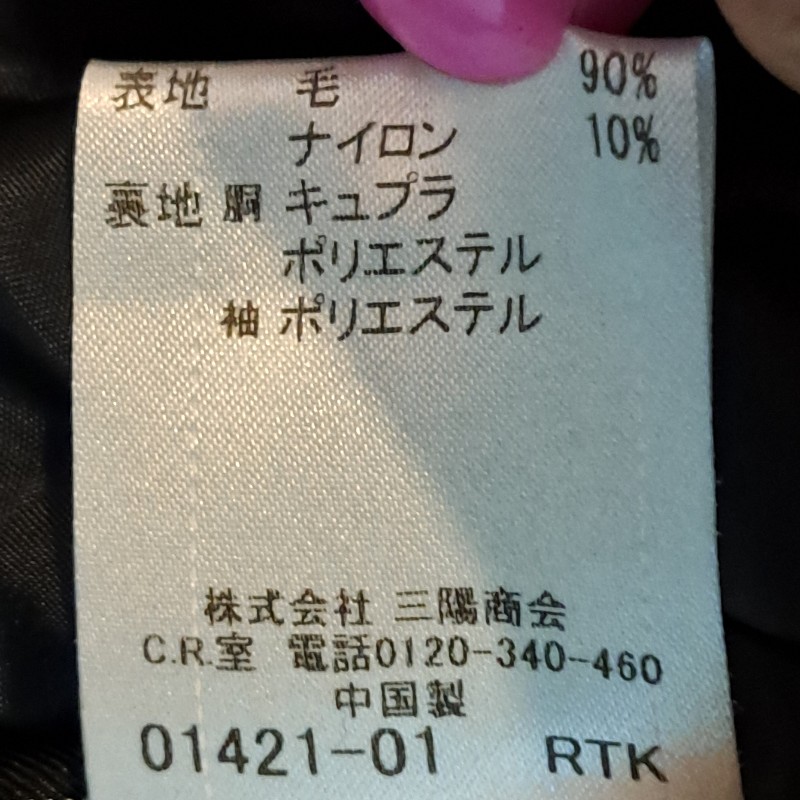 表地 毛 90%
ナイロン 10%
裏地 胴 キュプラ
ポリエステル
袖 ポリエステル
株式会社 三陽商会
C.R.室 電話0120-340-460
中国製
01421-01 RTK